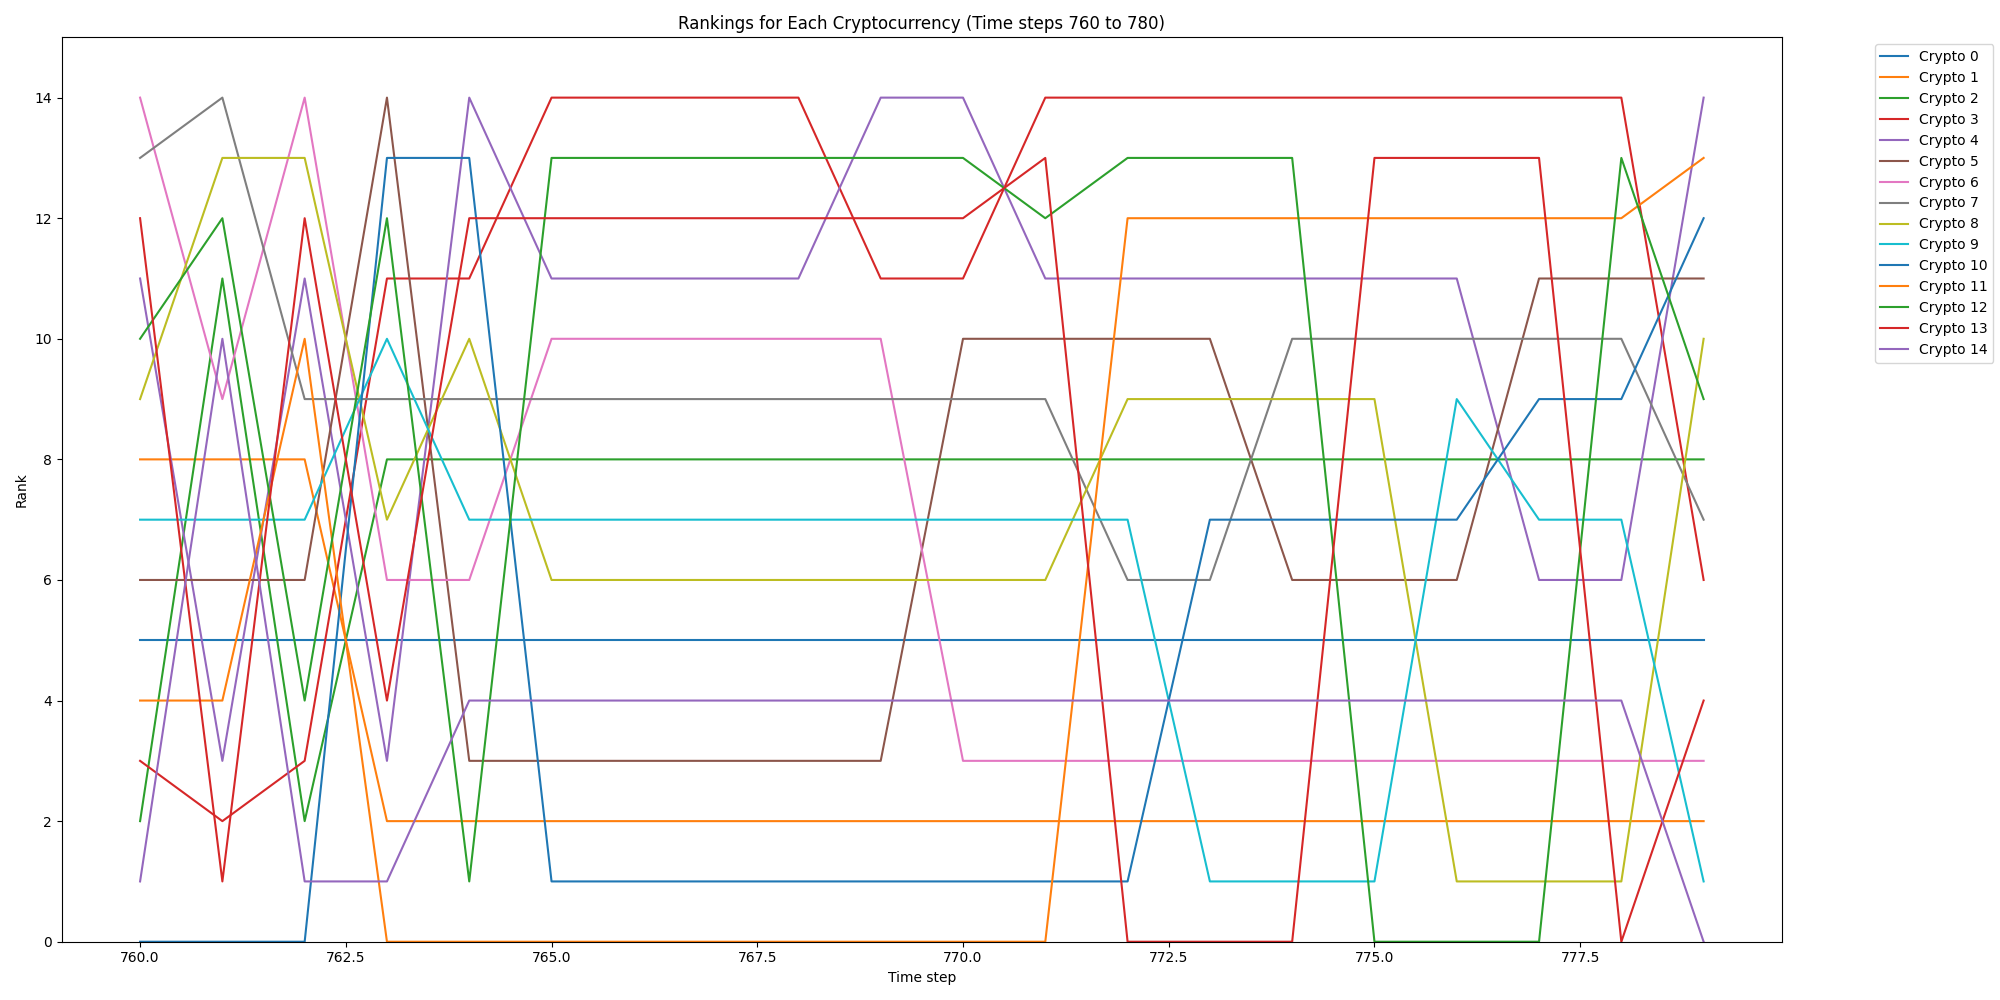 Rankings for Each Cryptocurrency (Time steps 760 to 780)
Rank
14
12
10
8
6
4
2
0
760.0 762.5 765.0 767.5 770.0 772.5 775.0 777.5
Time step
Crypto 0
Crypto 1
Crypto 2
Crypto 3
Crypto 4
Crypto 5
Crypto 6
Crypto 7
Crypto 8
Crypto 9
Crypto 10
Crypto 11
Crypto 12
Crypto 13
Crypto 14